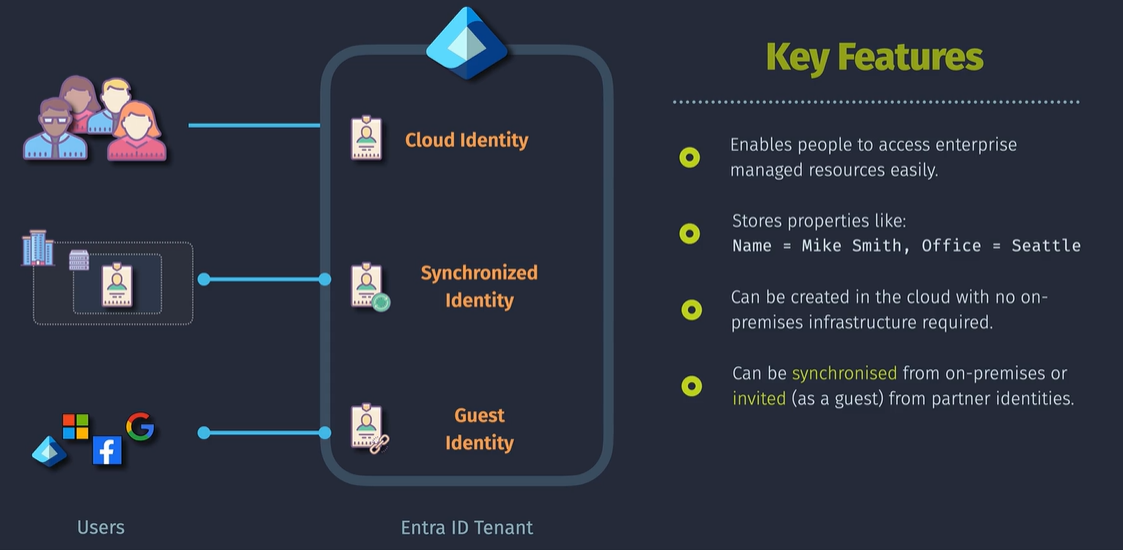 Cloud Identity
Synchronized
Identity
Guest
Identity
Users
Entra ID Tenant
Key Features
Enables people to access enterprise
managed resources easily.
Stores properties like:
Name = Mike Smith, Office = Seattle
Can be created in the cloud with no on-
premises infrastructure required.
Can be synchronised from on-premises or
invited (as a guest) from partner identities.